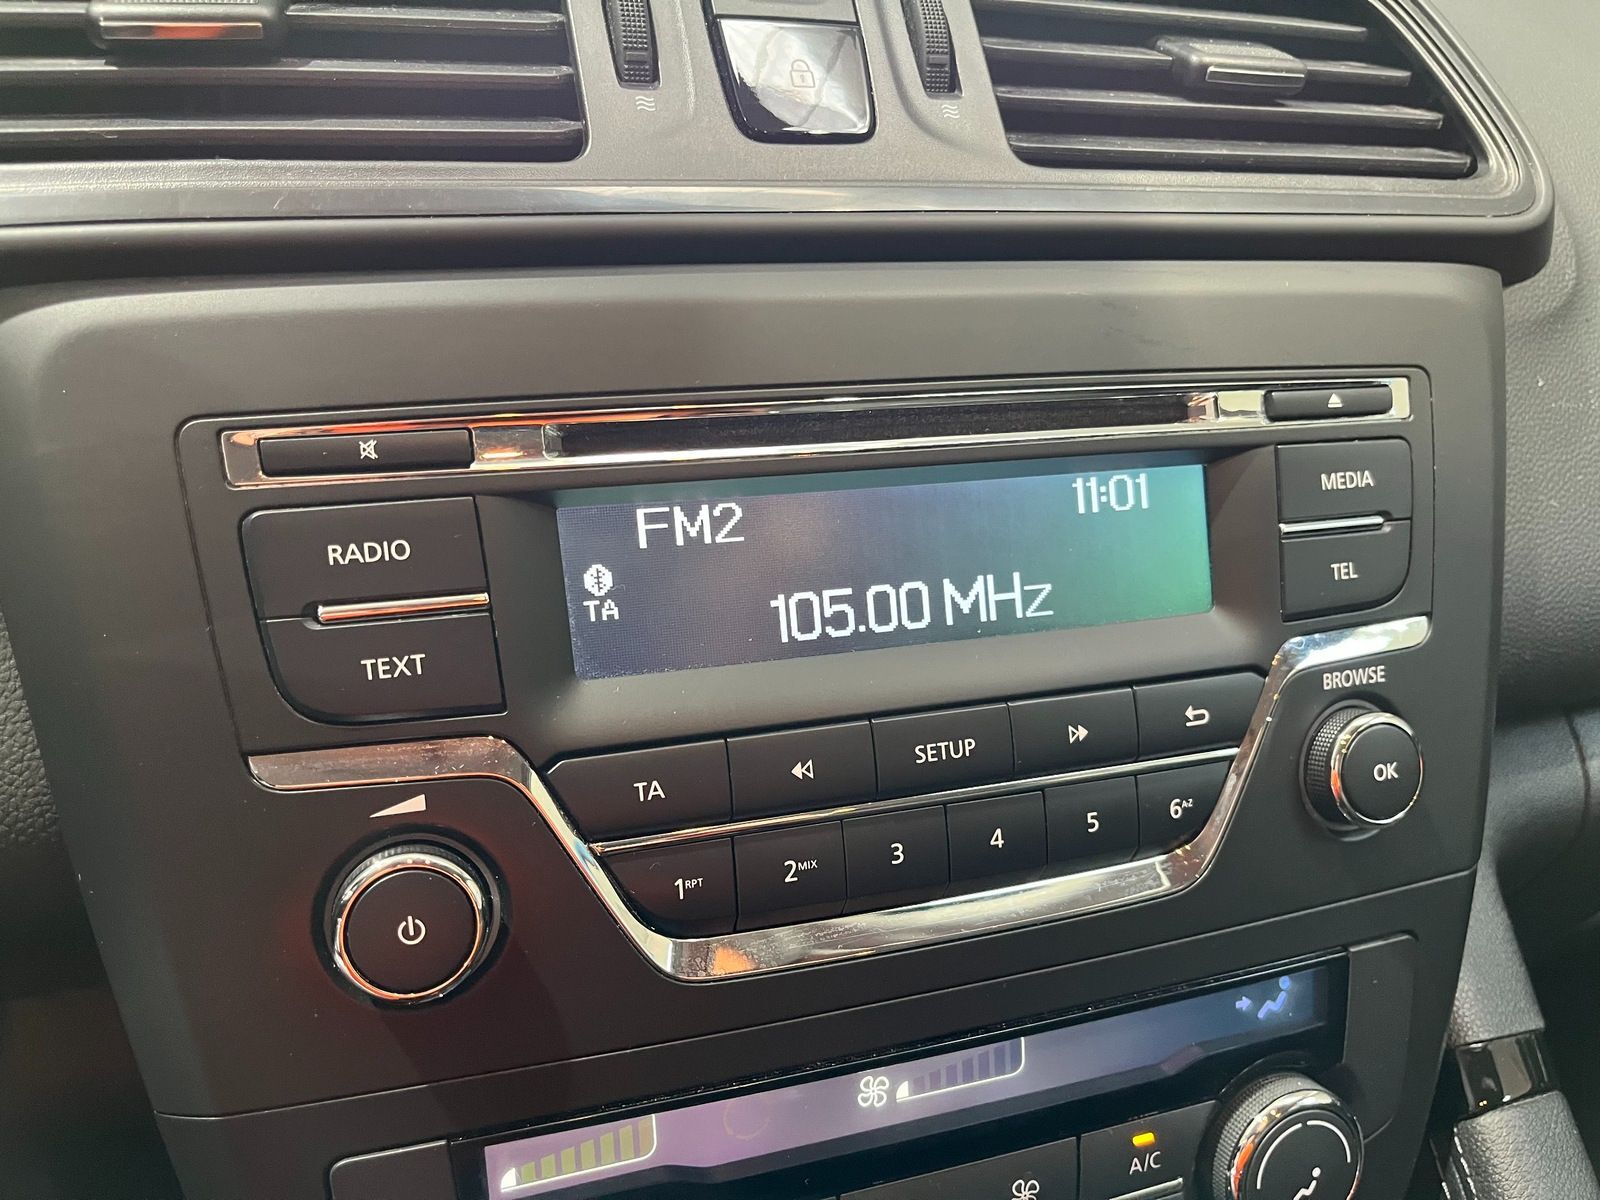 RADIO
TEXT
FM2
11:01
TA
105.00 MHz
MEDIA
TEL
BROWSE
OK
TA
SETUP
1RPT
2MIX
3
4
5
6A-Z
A/C